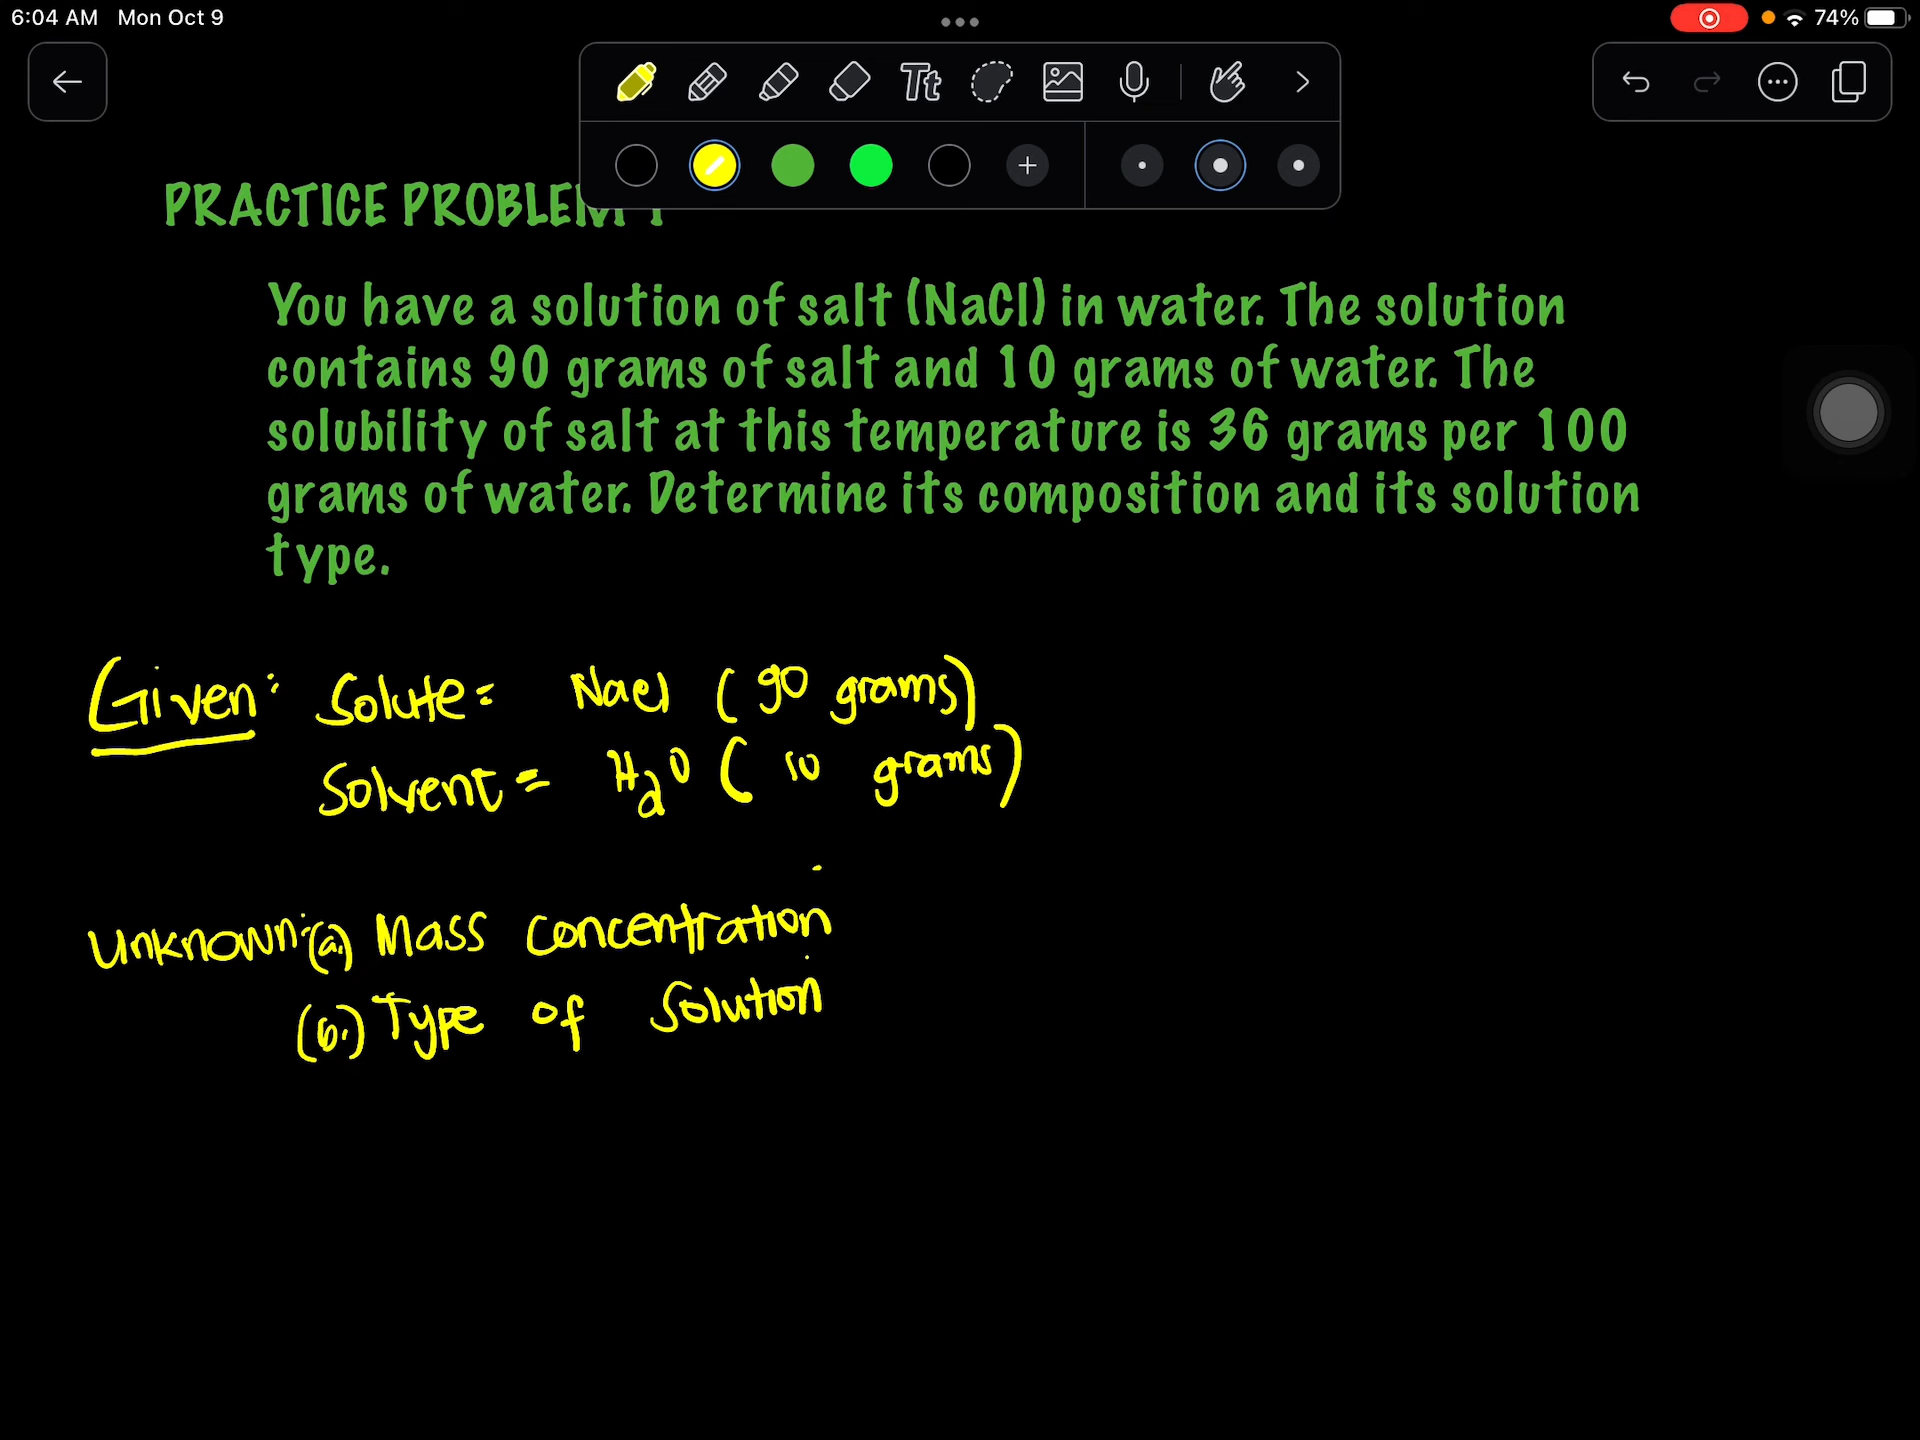 6:04 AM Mon Oct 9
74%
Tt
PRACTICE PROBLEM 1
You have a solution of salt (NaCl) in water. The solution
contains 90 grams of salt and 10 grams of water. The
solubility of salt at this temperature is 36 grams per 100
grams of water. Determine its composition and its solution
type.
Given: Solute = NaCl (90 grams)
Solvent = H₂O (10 grams)
Unknown: (a.) Mass Concentration
(b.) Type of Solution